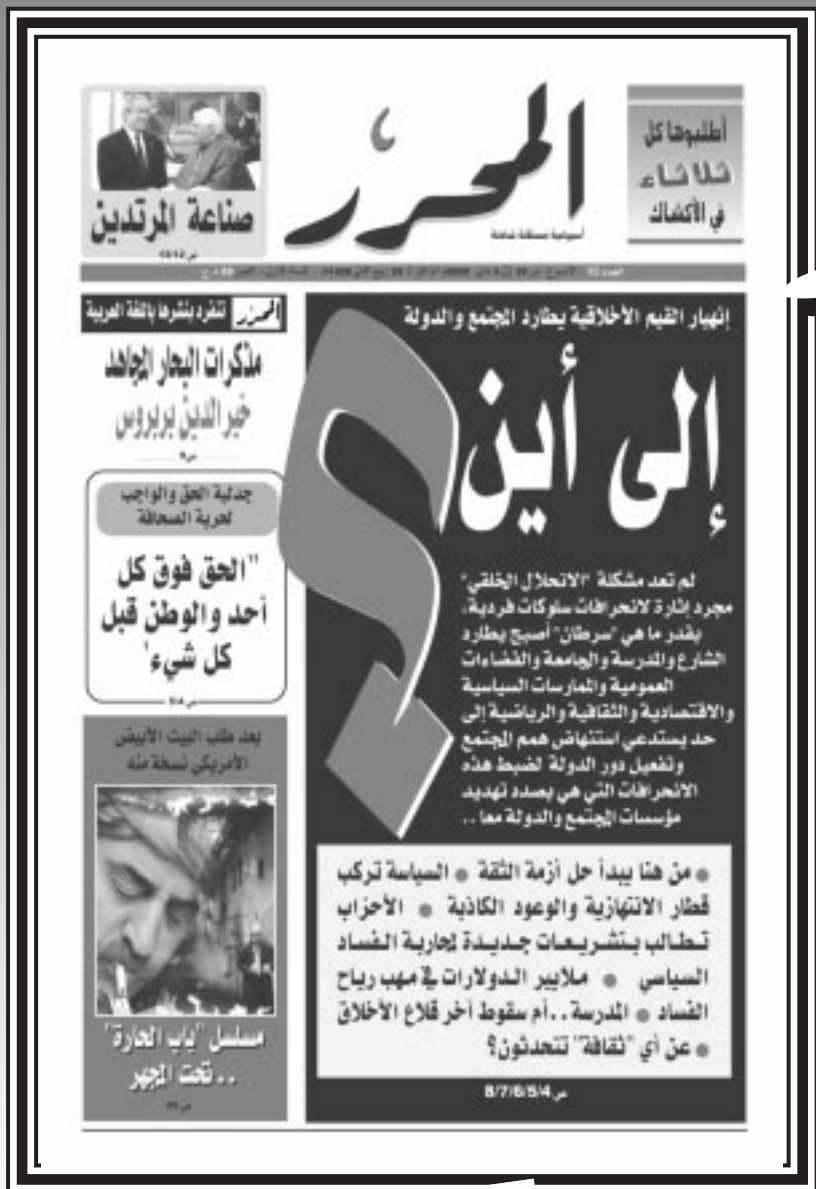 أطلبوها كل
ثلاثاء
في الأكشاك
المحرر
أسبوعية مستقلة شاملة
صناعة المرتدين
إنهيار القيم الأخلاقية يطارد المجتمع والدولة
إلى أين؟
لم تعد مشكلة "الانحلال الخلقي"
مجرد إثارة لانحرافات سلوكات فردية،
بقدر ما هي "سرطان" أصبح يطارد
الشارع والمدرسة والجامعة والفضاءات
العمومية والممارسات السياسية
والاقتصادية والثقافية والرياضية إلى
حد يستدعي استنهاض همم المجتمع
وتفعيل دور الدولة لضبط هذه
الانحرافات التي هي بصدد تهديد
مؤسسات المجتمع والدولة معا ..
● من هنا يبدأ حل أزمة الثقة ● السياسة تركب
قطار الانتهازية والوعود الكاذبة ● الأحزاب
تطالب بتشريعات جديدة لمحاربة الفساد
السياسي ● ملايير الدولارات في مهب رياح
الفساد ● المدرسة..أم سقوط أخر قلاع الأخلاق
● عن أي "ثقافة" تتحدثون؟
ص 8/7/6/5/4
المحرر تنفرد بنشرها باللغة العربية
مذكرات البحار المجاهد
خير الدين بربروس
جدلية الحق والواجب
لحرية الصحافة
"الحق فوق كل
أحد والوطن قبل
كل شيء"
بعد طلب البيت الأبيض
الأمريكي نسخة منه
مسلسل "باب الحارة"
..تحت المجهر